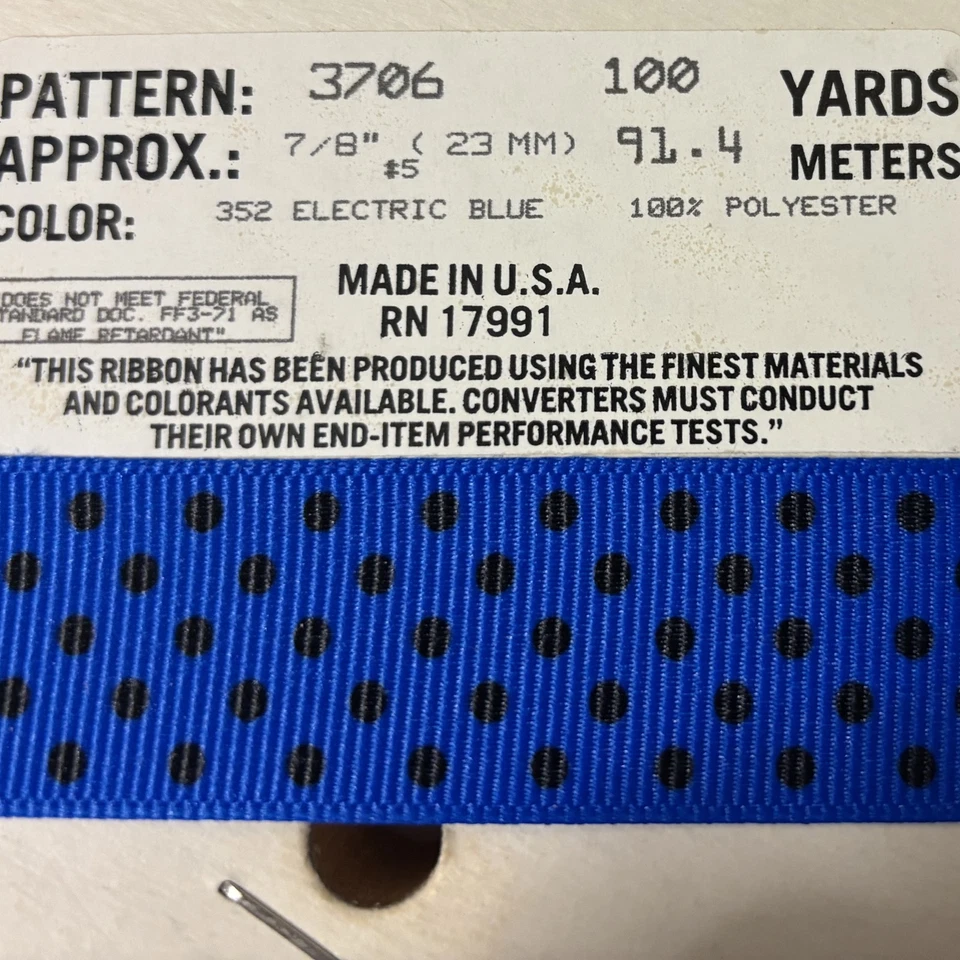 PATTERN: 3706 100 YARDS
APPROX.: 7/8" ( 23 MM) 91.4 METERS
#5
COLOR: 352 ELECTRIC BLUE 100% POLYESTER
DOES NOT MEET FEDERAL
TANDARD DOC. FF3-71 AS
FLAME RETARDANT"
MADE IN U.S.A.
RN 17991
“THIS RIBBON HAS BEEN PRODUCED USING THE FINEST MATERIALS
AND COLORANTS AVAILABLE. CONVERTERS MUST CONDUCT
THEIR OWN END-ITEM PERFORMANCE TESTS.”